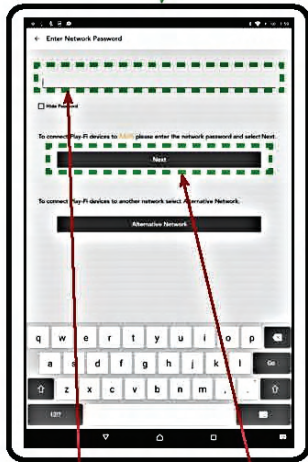 ← Enter Network Password
Hide Password
To connect Play-Fi devices to please enter the network password and select Next.
Next
To connect Play-Fi devices to another network select Alternative Network.
Alternative Network
q w e r t y u i o p
a s d f g h j k l Go
z x c v b n m , .
12!?